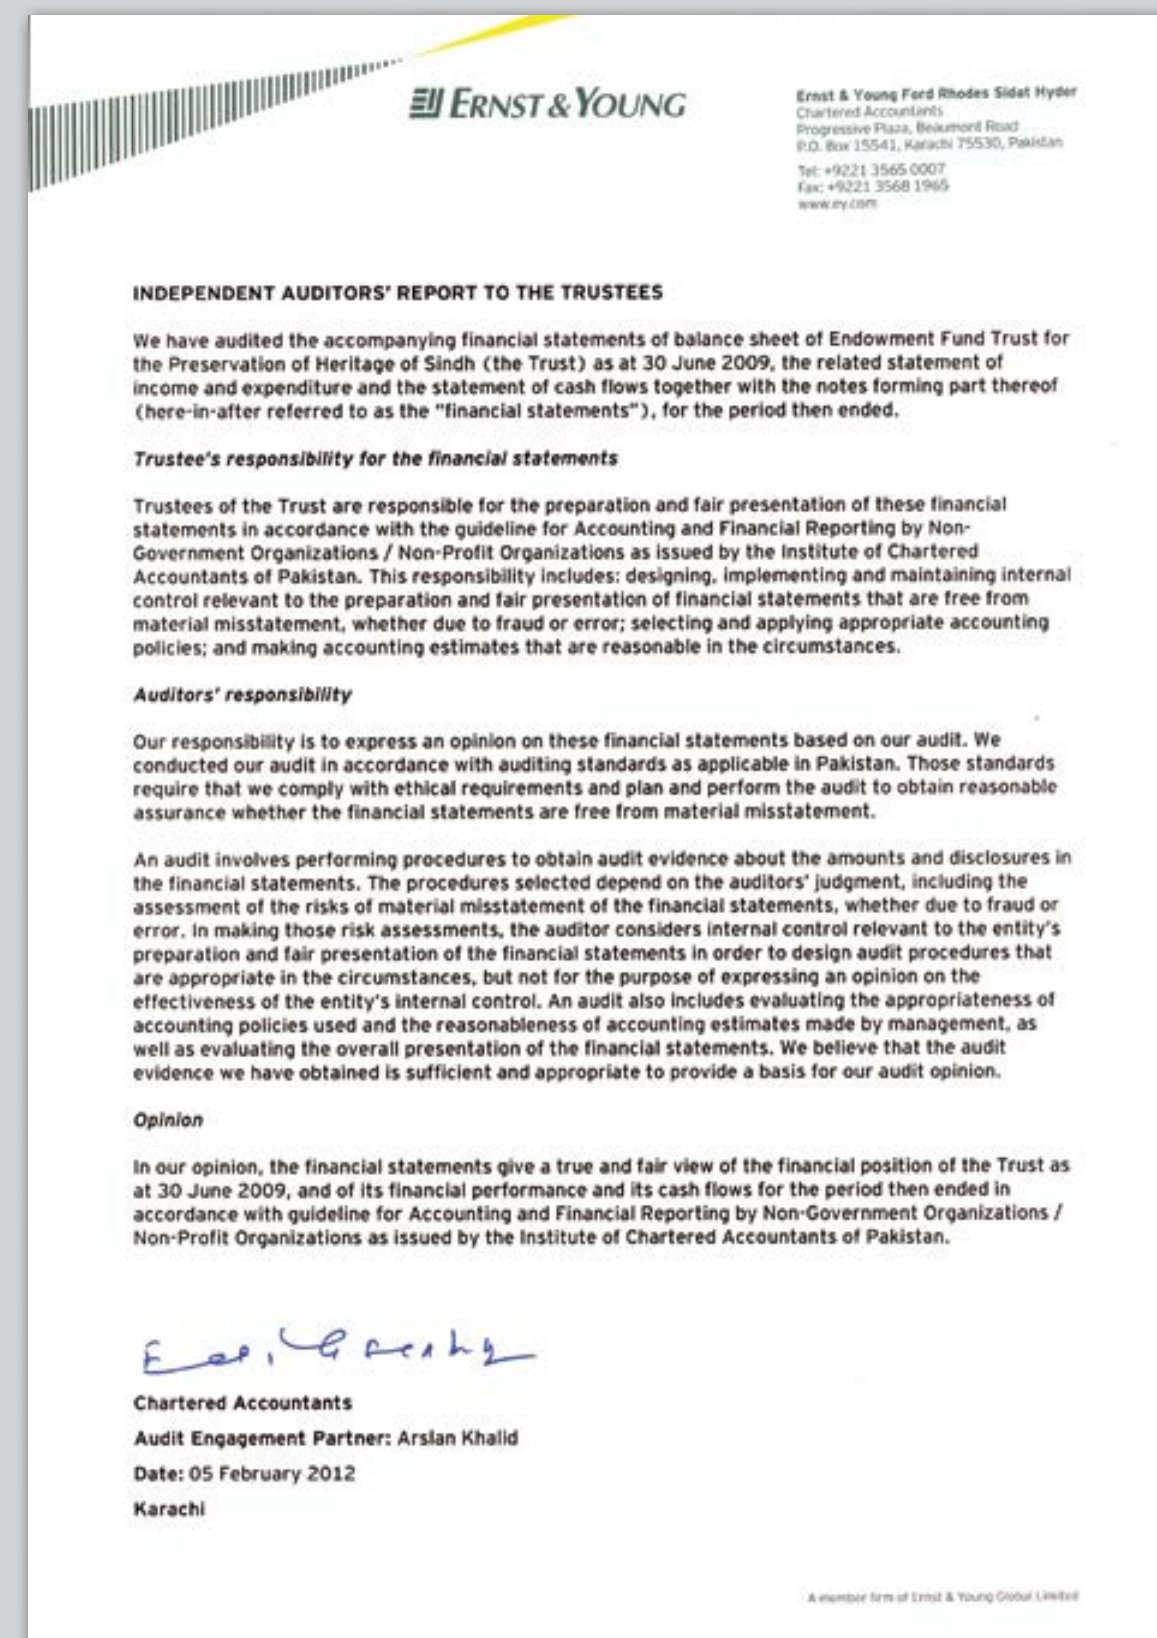 ERNST & YOUNG
Ernst & Young Ford Rhodes Sidat Hyder
Chartered Accountants
Progressive Plaza, Beaumont Road
P.O. Box 15541, Karachi 75530, Pakistan
Tel: +9221 3565 0007
Fax: +9221 3568 1965
www.ey.com
INDEPENDENT AUDITORS' REPORT TO THE TRUSTEES
We have audited the accompanying financial statements of balance sheet of Endowment Fund Trust for
the Preservation of Heritage of Sindh (the Trust) as at 30 June 2009, the related statement of
income and expenditure and the statement of cash flows together with the notes forming part thereof
(here-in-after referred to as the "financial statements"), for the period then ended.
Trustee's responsibility for the financial statements
Trustees of the Trust are responsible for the preparation and fair presentation of these financial
statements in accordance with the guideline for Accounting and Financial Reporting by Non-
Government Organizations / Non-Profit Organizations as issued by the Institute of Chartered
Accountants of Pakistan. This responsibility includes: designing, implementing and maintaining internal
control relevant to the preparation and fair presentation of financial statements that are free from
material misstatement, whether due to fraud or error; selecting and applying appropriate accounting
policies; and making accounting estimates that are reasonable in the circumstances.
Auditors' responsibility
Our responsibility is to express an opinion on these financial statements based on our audit. We
conducted our audit in accordance with auditing standards as applicable in Pakistan. Those standards
require that we comply with ethical requirements and plan and perform the audit to obtain reasonable
assurance whether the financial statements are free from material misstatement.
An audit involves performing procedures to obtain audit evidence about the amounts and disclosures in
the financial statements. The procedures selected depend on the auditors' judgment, including the
assessment of the risks of material misstatement of the financial statements, whether due to fraud or
error. In making those risk assessments, the auditor considers internal control relevant to the entity's
preparation and fair presentation of the financial statements in order to design audit procedures that
are appropriate in the circumstances, but not for the purpose of expressing an opinion on the
effectiveness of the entity's internal control. An audit also includes evaluating the appropriateness of
accounting policies used and the reasonableness of accounting estimates made by management, as
well as evaluating the overall presentation of the financial statements. We believe that the audit
evidence we have obtained is sufficient and appropriate to provide a basis for our audit opinion.
Opinion
In our opinion, the financial statements give a true and fair view of the financial position of the Trust as
at 30 June 2009, and of its financial performance and its cash flows for the period then ended in
accordance with guideline for Accounting and Financial Reporting by Non-Government Organizations /
Non-Profit Organizations as issued by the Institute of Chartered Accountants of Pakistan.
Chartered Accountants
Audit Engagement Partner: Arslan Khalid
Date: 05 February 2012
Karachi
A member firm of Ernst & Young Global Limited